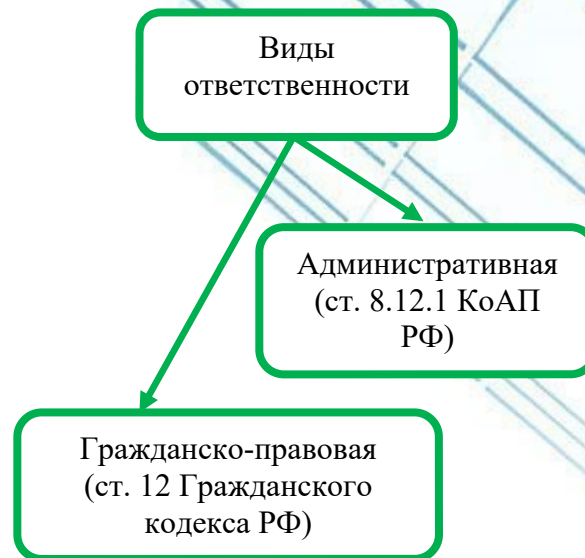 Виды
ответственности
Административная
(ст. 8.12.1 КоАП
РФ)
Гражданско-правовая
(ст. 12 Гражданского
кодекса РФ)